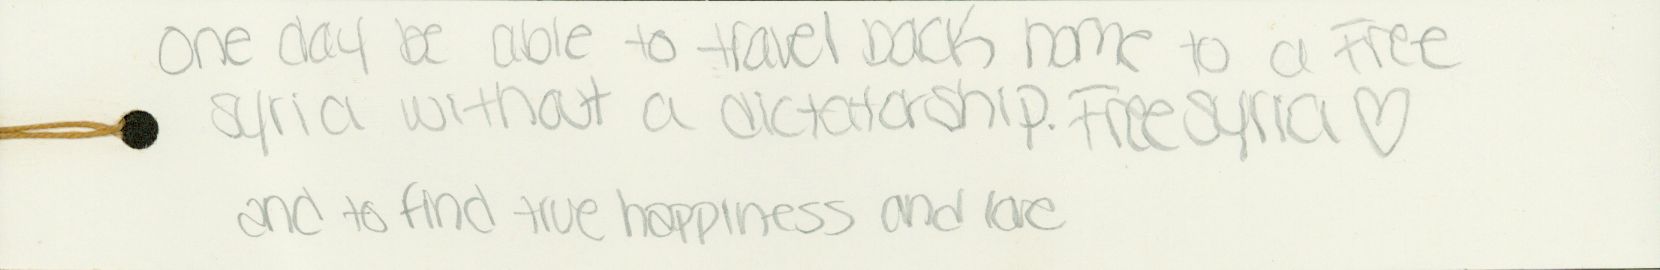 One day be able to travel back home to a Free
Syria without a dictatorship. Free Syria ♡
and to find true happiness and love